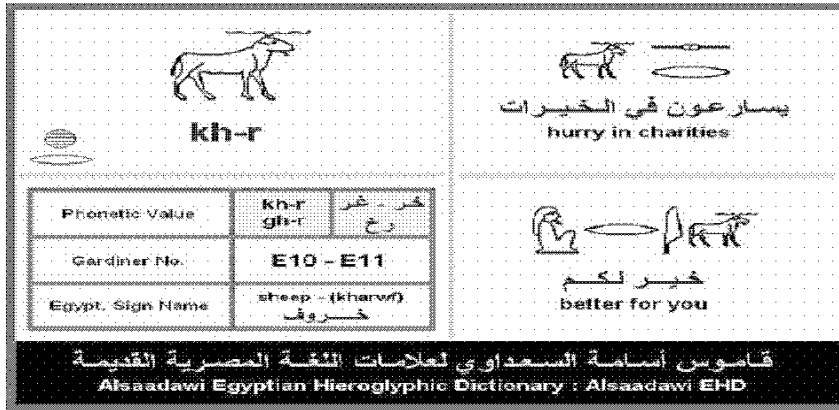 kh-r
يسارعون في الخيرات
hurry in charities
Phonetic Value
kh-r
gh-r
خر - غر
رخ
Gardiner No.
E10 - E11
Egypt. Sign Name
sheep - (kharwf)
خروف
خير لكم
better for you
قاموس أسامة السعداوي لعلامات اللغة المصرية القديمة
Alsaadawi Egyptian Hieroglyphic Dictionary : Alsaadawi EHD